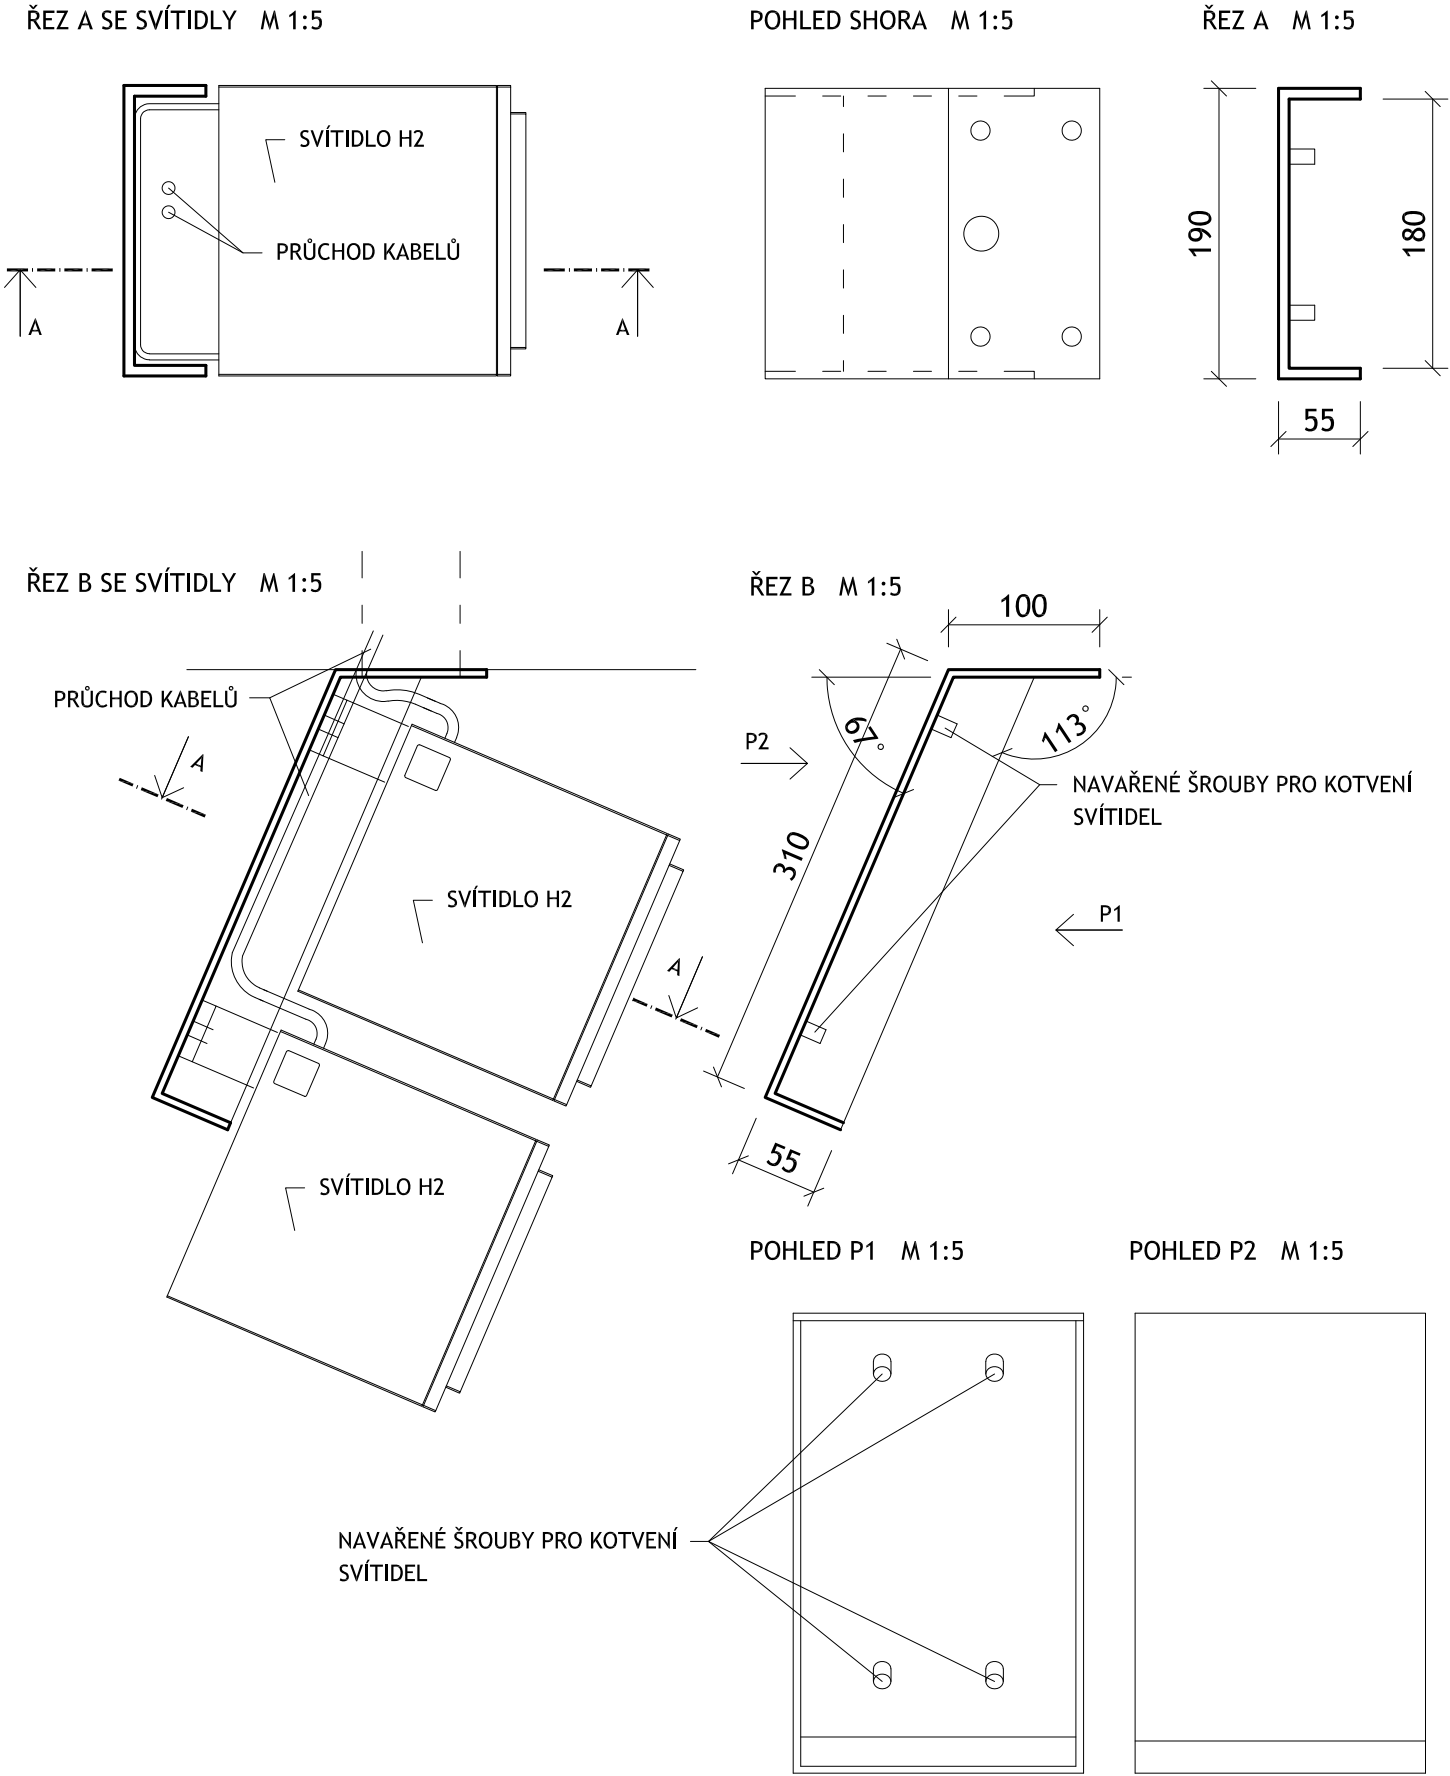 ŘEZ A SE SVÍTIDLY M 1:5
POHLED SHORA M 1:5
ŘEZ A M 1:5
SVÍTIDLO H2
PRŮCHOD KABELŮ
A
A
190
180
55
ŘEZ B SE SVÍTIDLY M 1:5
ŘEZ B M 1:5
100
PRŮCHOD KABELŮ
A
SVÍTIDLO H2
A
SVÍTIDLO H2
P2
67°
113°
NAVAŘENÉ ŠROUBY PRO KOTVENÍ
SVÍTIDEL
310
P1
55
POHLED P1 M 1:5
POHLED P2 M 1:5
NAVAŘENÉ ŠROUBY PRO KOTVENÍ
SVÍTIDEL